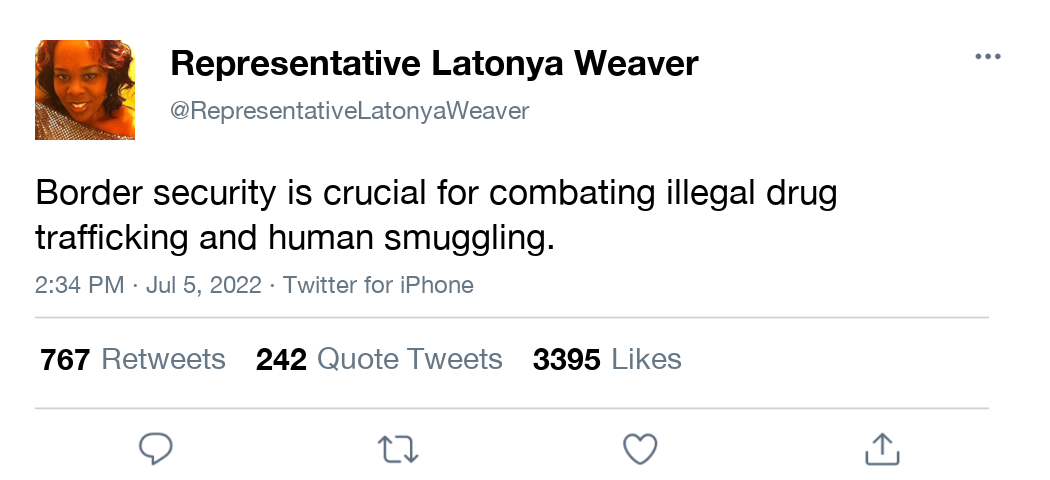 Representative Latonya Weaver
@RepresentativeLatonyaWeaver
Border security is crucial for combating illegal drug
trafficking and human smuggling.
2:34 PM · Jul 5, 2022 · Twitter for iPhone
767 Retweets 242 Quote Tweets 3395 Likes